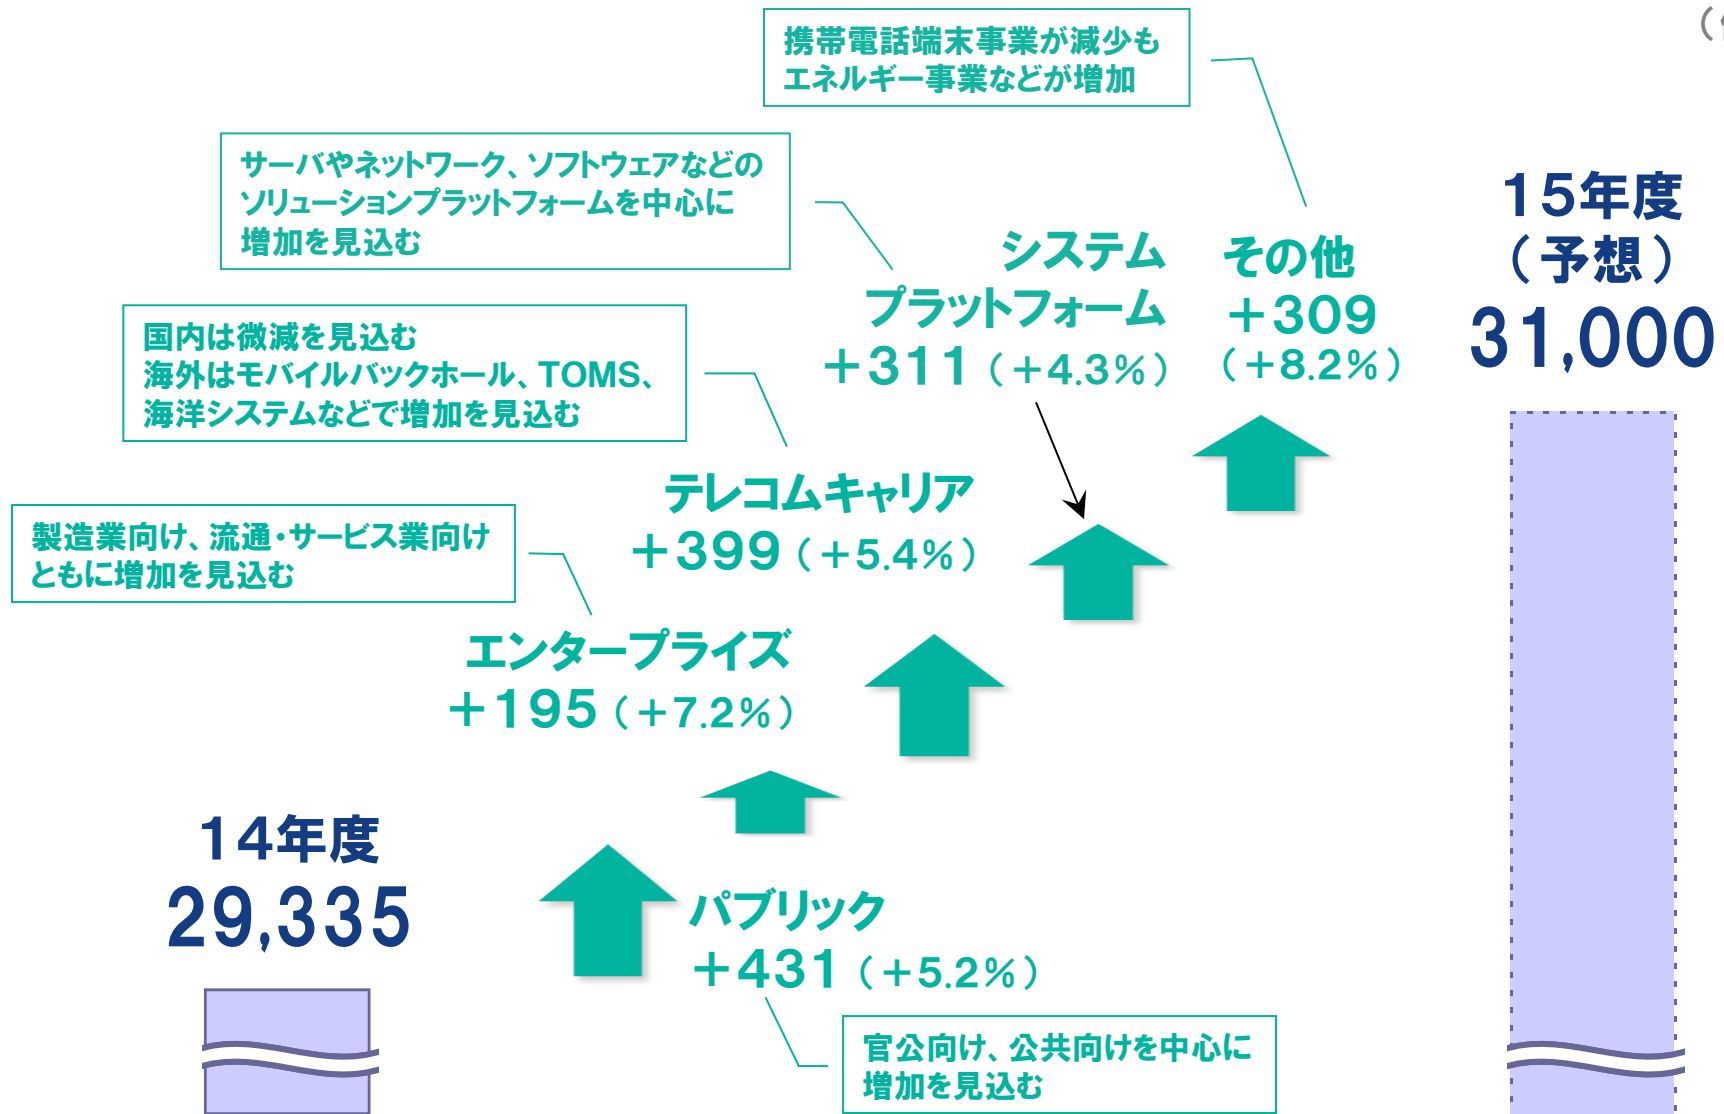 携帯電話端末事業が減少も
エネルギー事業などが増加
サーバやネットワーク、ソフトウェアなどの
ソリューションプラットフォームを中心に
増加を見込む
国内は微減を見込む
海外はモバイルバックホール、TOMS、
海洋システムなどで増加を見込む
製造業向け、流通・サービス業向け
ともに増加を見込む
システム
プラットフォーム
+311(+4.3%)
その他
+309
(+8.2%)
15年度
(予想)
31,000
テレコムキャリア
+399(+5.4%)
エンタープライズ
+195(+7.2%)
14年度
29,335
パブリック
+431(+5.2%)
官公向け、公共向けを中心に
増加を見込む